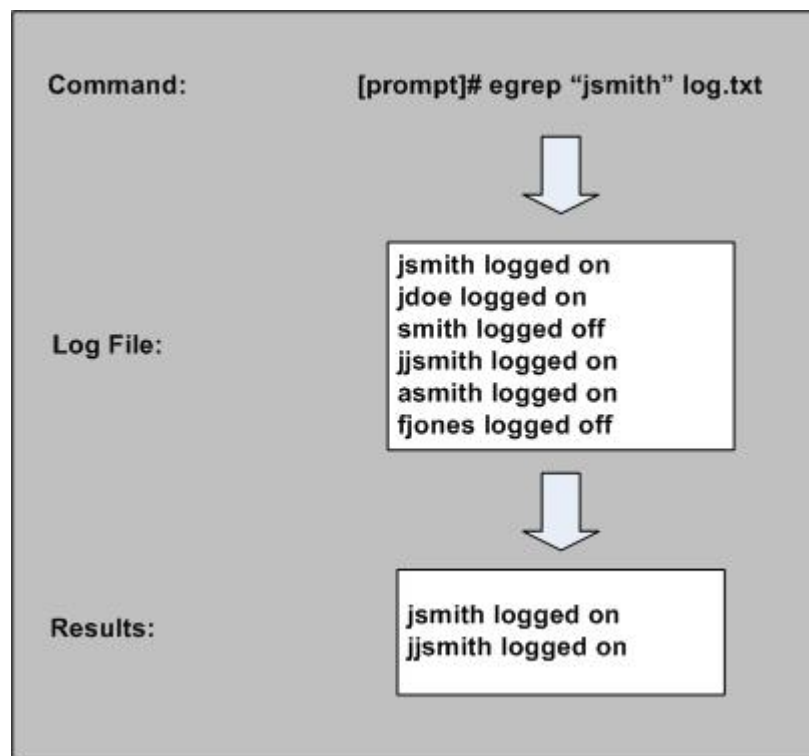 Command: [prompt]# egrep “jsmith” log.txt
Log File:
jsmith logged on
jdoe logged on
smith logged off
jjsmith logged on
asmith logged on
fjones logged off
Results:
jsmith logged on
jjsmith logged on